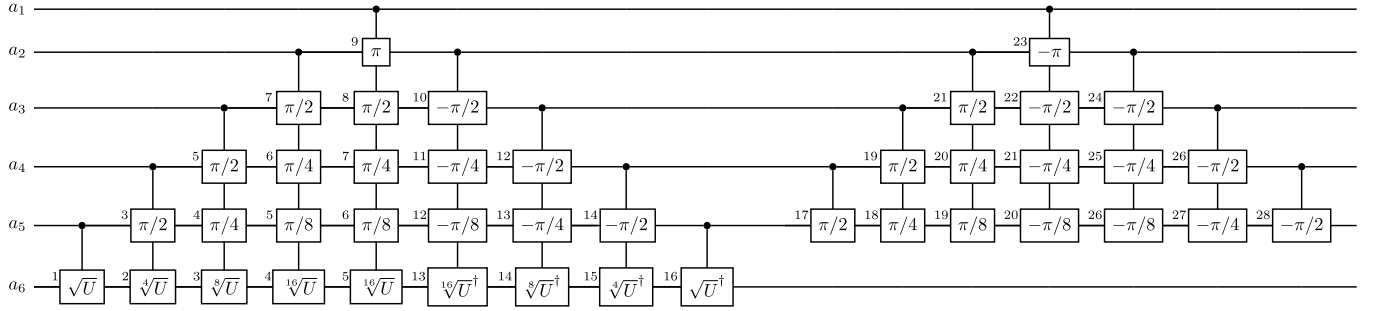 a₁
a₂ 9 π 23 −π
a₃ 7 π/2 8 π/2 10 −π/2 21 π/2 22 −π/2 24 −π/2
a₄ 5 π/2 6 π/4 7 π/4 11 −π/4 12 −π/2 19 π/2 20 π/4 21 −π/4 25 −π/4 26 −π/2
a₅ 3 π/2 4 π/4 5 π/8 6 π/8 12 −π/8 13 −π/4 14 −π/2 17 π/2 18 π/4 19 π/8 20 −π/8 26 −π/8 27 −π/4 28 −π/2
a₆ 1 √U 2 ⁴√U 3 ⁸√U 4 ¹⁶√U 5 ¹⁶√U 13 ¹⁶√U† 14 ⁸√U† 15 ⁴√U† 16 √U†